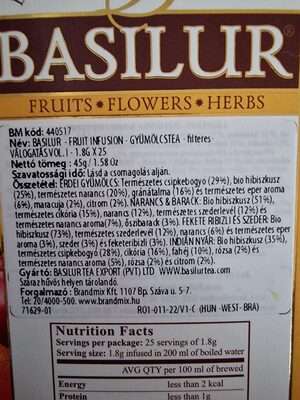 BASILUR®
FRUITS • FLOWERS • HERBS
BM kód: 440517
Név: BASILUR - FRUIT INFUSION - GYÜMÖLCSTEA - filteres
VÁLOGATÁS VOL. I - 1.8G X 25
Nettó tömeg : 45g/ 1.58 Oz
Szavatossági idő: Lásd a csomagolás alján.
Összetétel: ERDEI GYÜMÖLCS: Természetes csipkebogyó (29%), bio hibiszkusz
(25%), természetes narancs (20%), gránátalma (16%) és természetes eper aroma
(6%), maracuja (2%), citrom (2%). NARANCS & BARACK: Bio hibiszkusz (51%),
természetes cikória (15%), narancs (12%), természetes szederlevél (12%) és
természetes narancs aroma(7%), őszibarack (3%). FEKETE RIBIZLI ÉS SZEDER: Bio
hibiszkusz (73%), természetes szederlevél (12%), narancs (6%) és természetes eper
aroma (3%), szeder (3%) és feketeribizli (3%). INDIÁN NYÁR: Bio hibiszkusz (35%),
természetes csipkebogyó (28%), cikória (16%), fahéj (10%), rózsa (2%) és
természetes narancs aroma (5%), rózsa (2%) és citrom (2%).
Gyártó: BASILUR TEA EXPORT (PVT) LTD WWW.basilurtea.com
Száraz hűvös helyen tárolandó.
Forgalmazó : Brandmix Kft. 1107 Bp. Száva u. 5-7.
Tel: 20/4000-500. www.brandmix.hu
71629-01 R01-011-22/V1-C (HUN -WEST- BRA)
Nutrition Facts
Servings per package: 25 servings of 1.8g
Serving size: 1.8g infused in 200 ml of boiled water
AVG QTY per 100 ml of brewed
Energy less than 2 kcal
Protein less than 1g